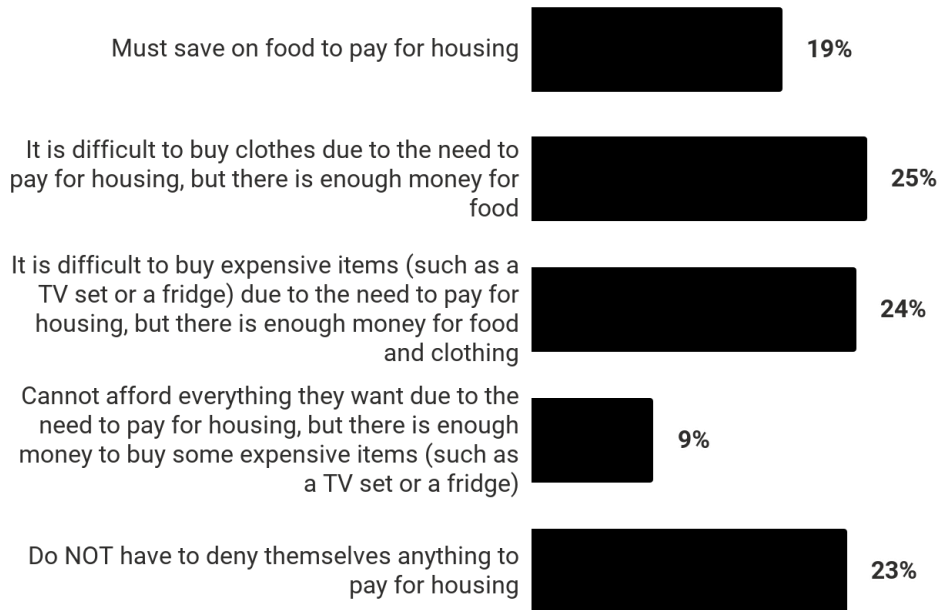 Must save on food to pay for housing
19%
It is difficult to buy clothes due to the need to
pay for housing, but there is enough money for
food
25%
It is difficult to buy expensive items (such as a
TV set or a fridge) due to the need to pay for
housing, but there is enough money for food
and clothing
24%
Cannot afford everything they want due to the
need to pay for housing, but there is enough
money to buy some expensive items (such as
a TV set or a fridge)
9%
Do NOT have to deny themselves anything to
pay for housing
23%